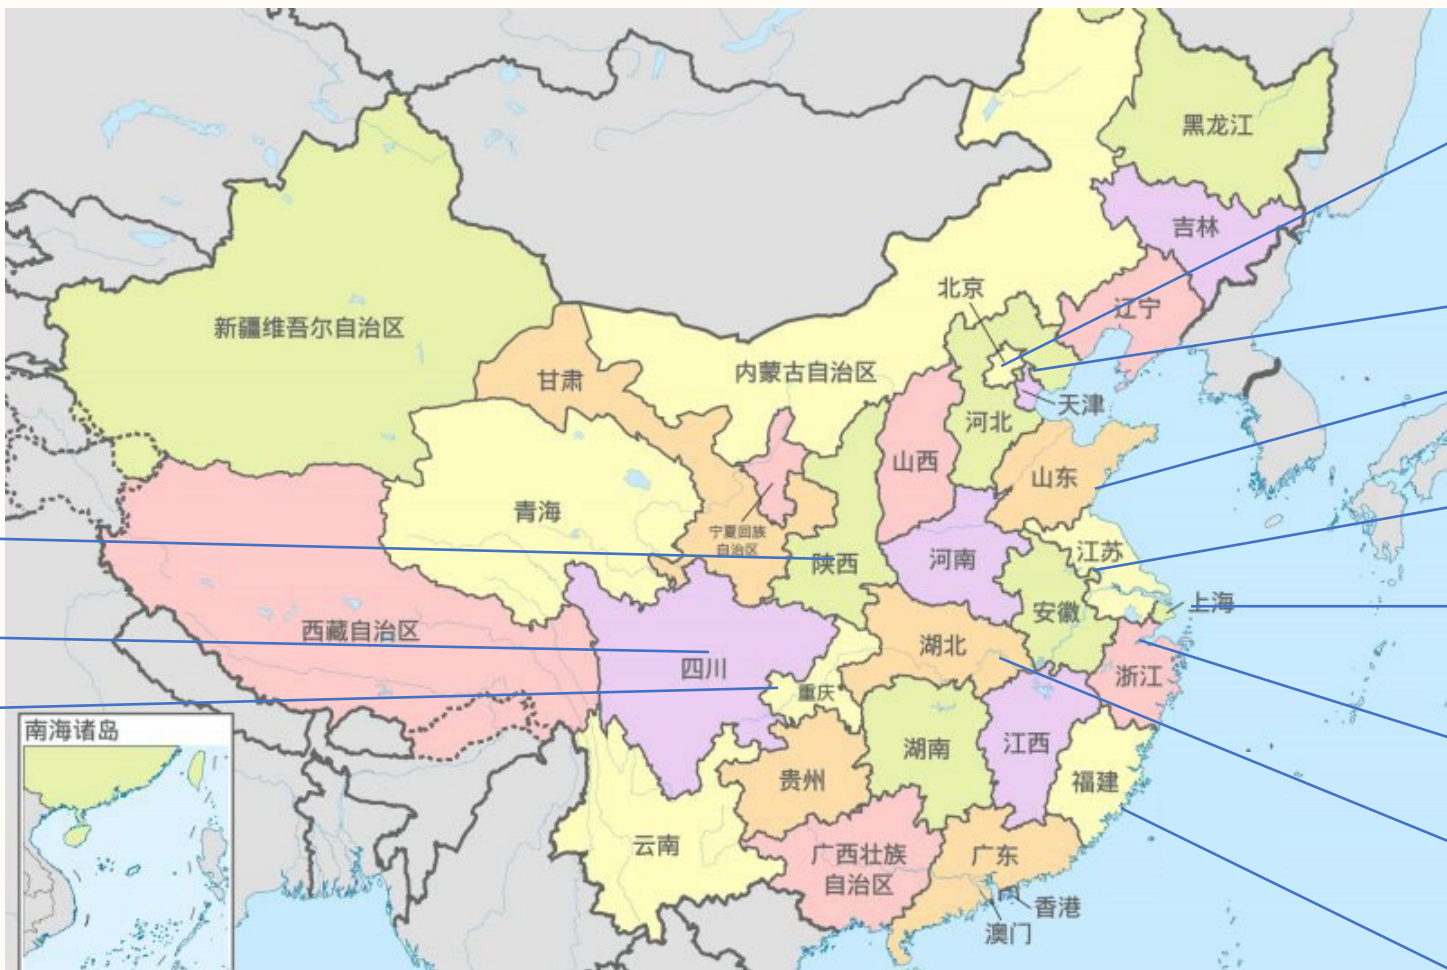 黑龙江
吉林
北京
辽宁
新疆维吾尔自治区
内蒙古自治区
甘肃
天津
河北
山西
山东
青海
宁夏回族
自治区
陕西
河南
江苏
安徽
上海
西藏自治区
湖北
四川
浙江
重庆
南海诸岛
湖南
江西
贵州
福建
云南
广西壮族
自治区
广东
香港
澳门